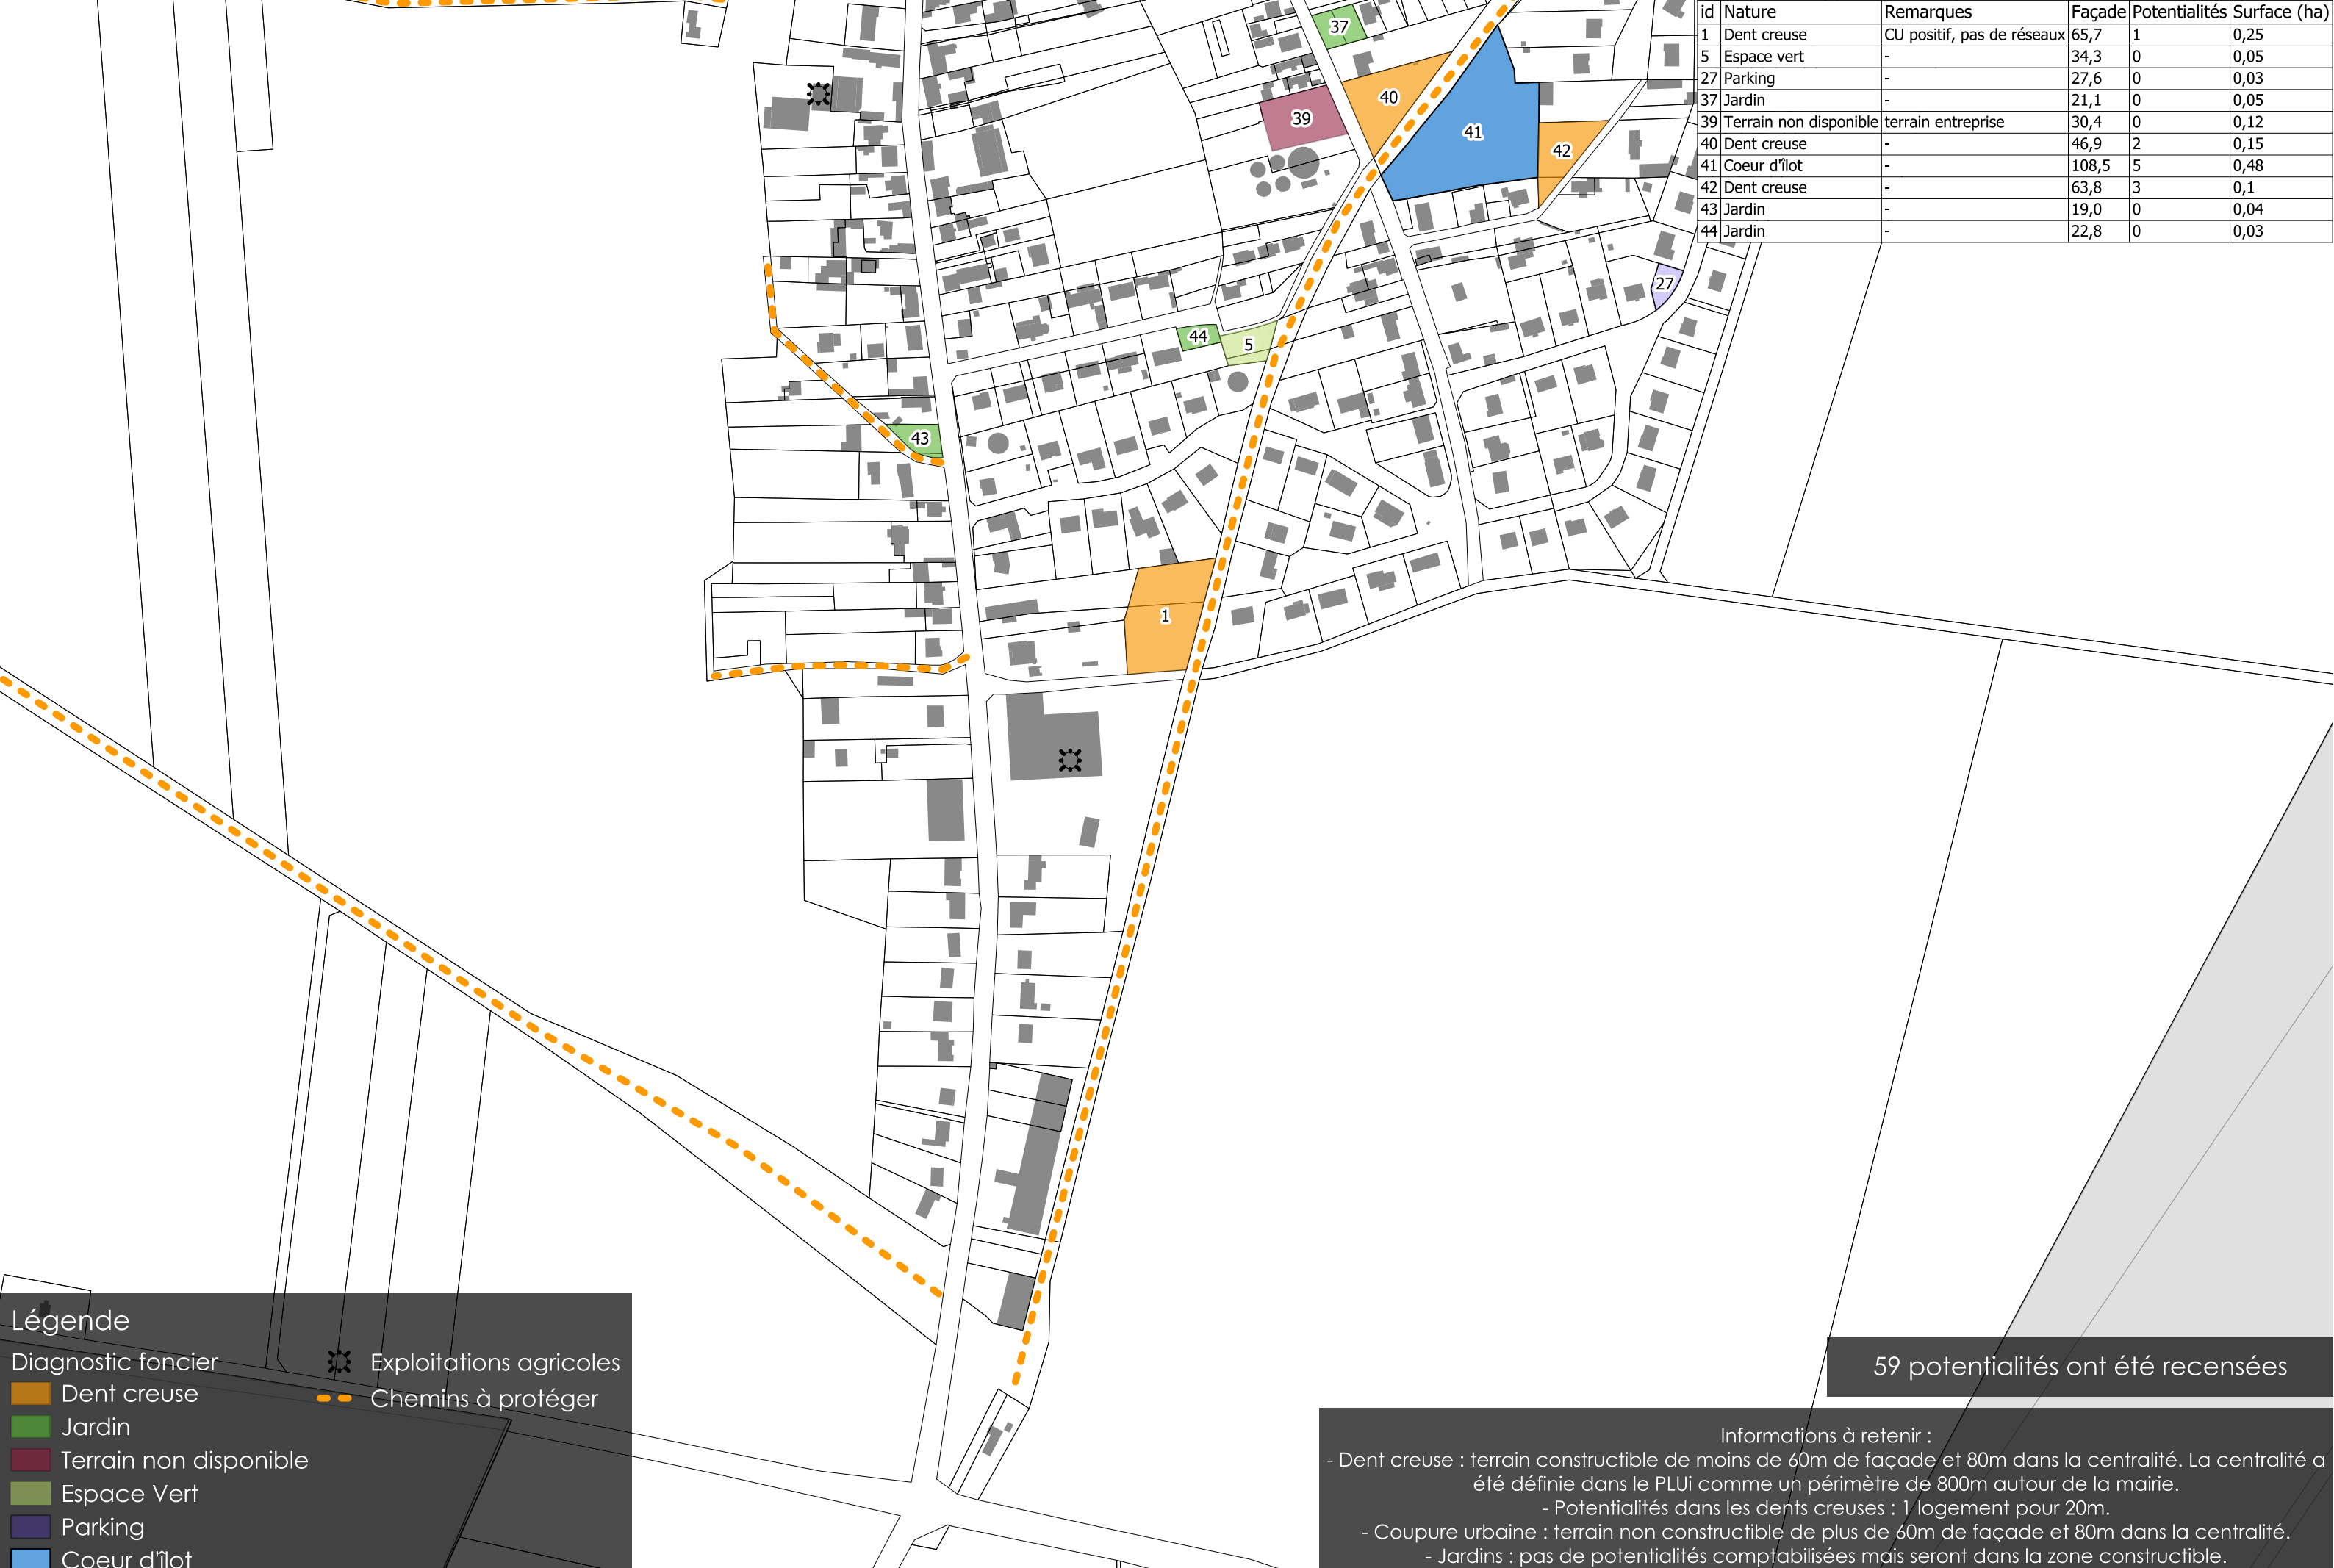 id Nature Remarques Façade Potentialités Surface (ha)
1 Dent creuse CU positif, pas de réseaux 65,7 1 0,25
5 Espace vert - 34,3 0 0,05
27 Parking - 27,6 0 0,03
37 Jardin - 21,1 0 0,05
39 Terrain non disponible terrain entreprise 30,4 0 0,12
40 Dent creuse - 46,9 2 0,15
41 Coeur d'îlot - 108,5 5 0,48
42 Dent creuse - 63,8 3 0,1
43 Jardin - 19,0 0 0,04
44 Jardin - 22,8 0 0,03
37
40
39
41
42
27
44
5
43
1
Légende
Diagnostic foncier
Dent creuse
Jardin
Terrain non disponible
Espace Vert
Parking
Coeur d'îlot
Exploitations agricoles
Chemins à protéger
59 potentialités ont été recensées
Informations à retenir :
- Dent creuse : terrain constructible de moins de 60m de façade et 80m dans la centralité. La centralité a
été définie dans le PLUi comme un périmètre de 800m autour de la mairie.
- Potentialités dans les dents creuses : 1 logement pour 20m.
- Coupure urbaine : terrain non constructible de plus de 60m de façade et 80m dans la centralité.
- Jardins : pas de potentialités comptabilisées mais seront dans la zone constructible.